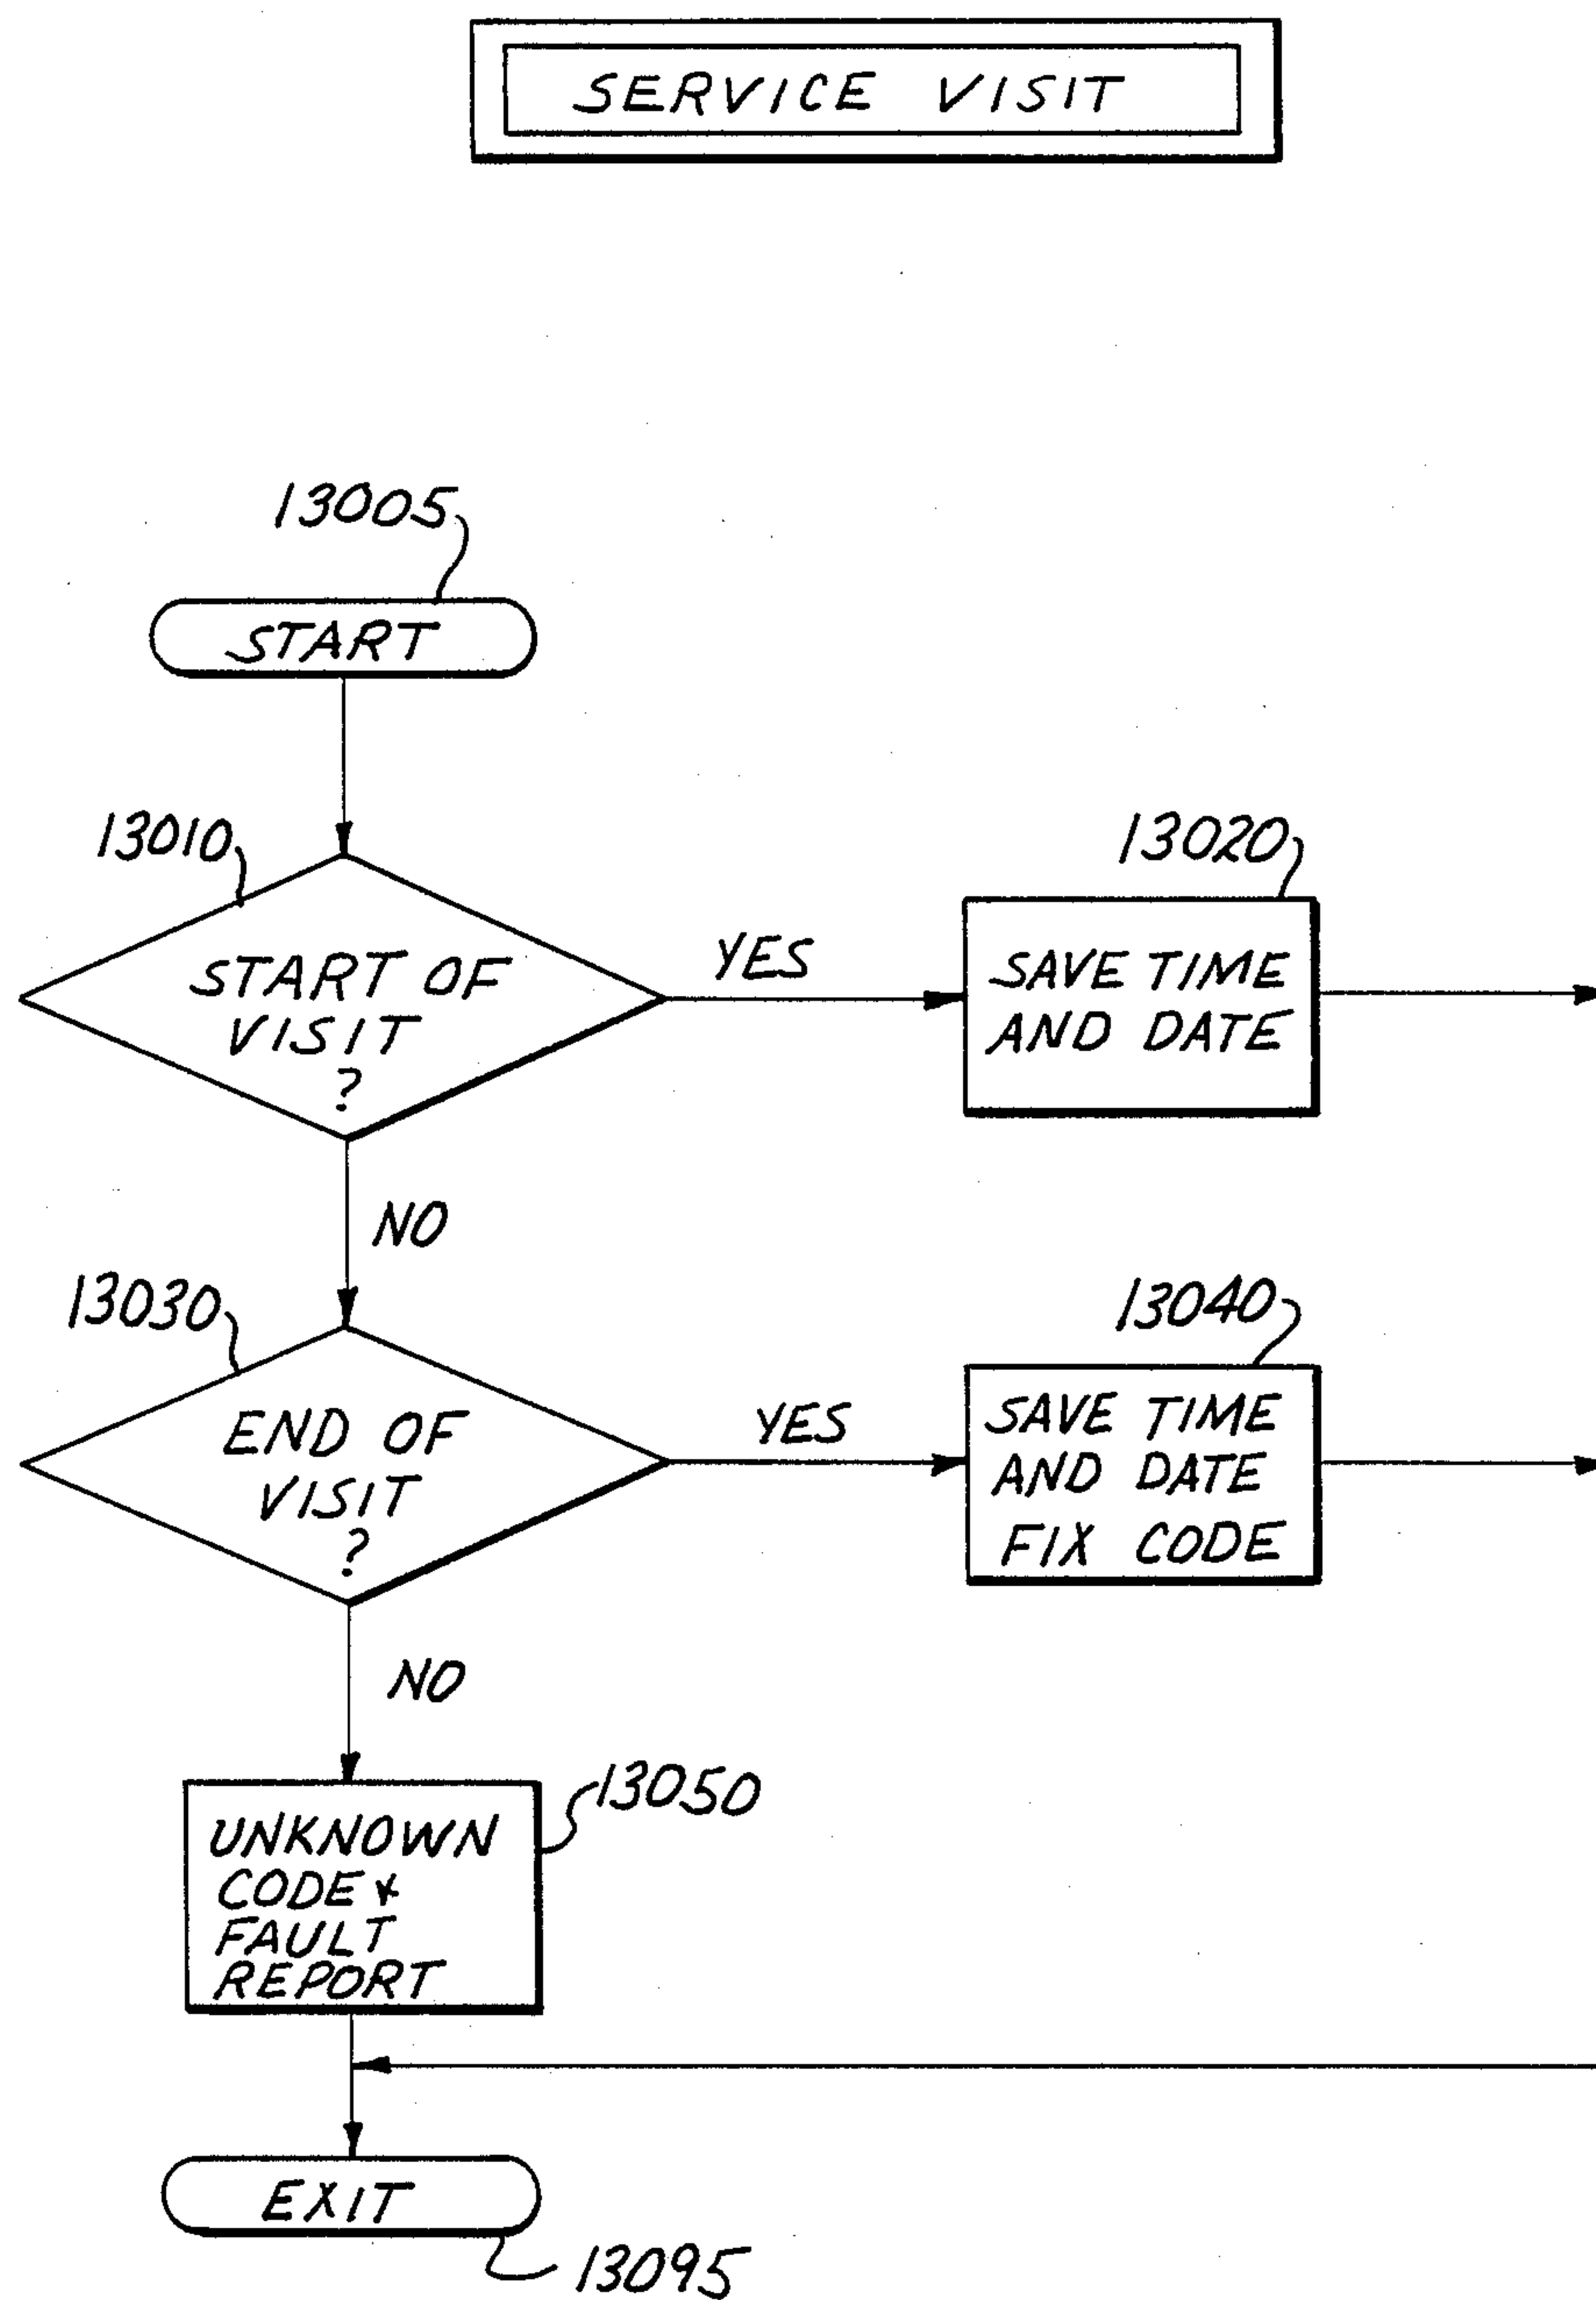 SERVICE VISIT
13005
START
13010
START OF
VISIT
?
YES
13020
SAVE TIME
AND DATE
NO
13030
END OF
VISIT
?
YES
13040
SAVE TIME
AND DATE
FIX CODE
NO
13050
UNKNOWN
CODE &
FAULT
REPORT
EXIT
13095